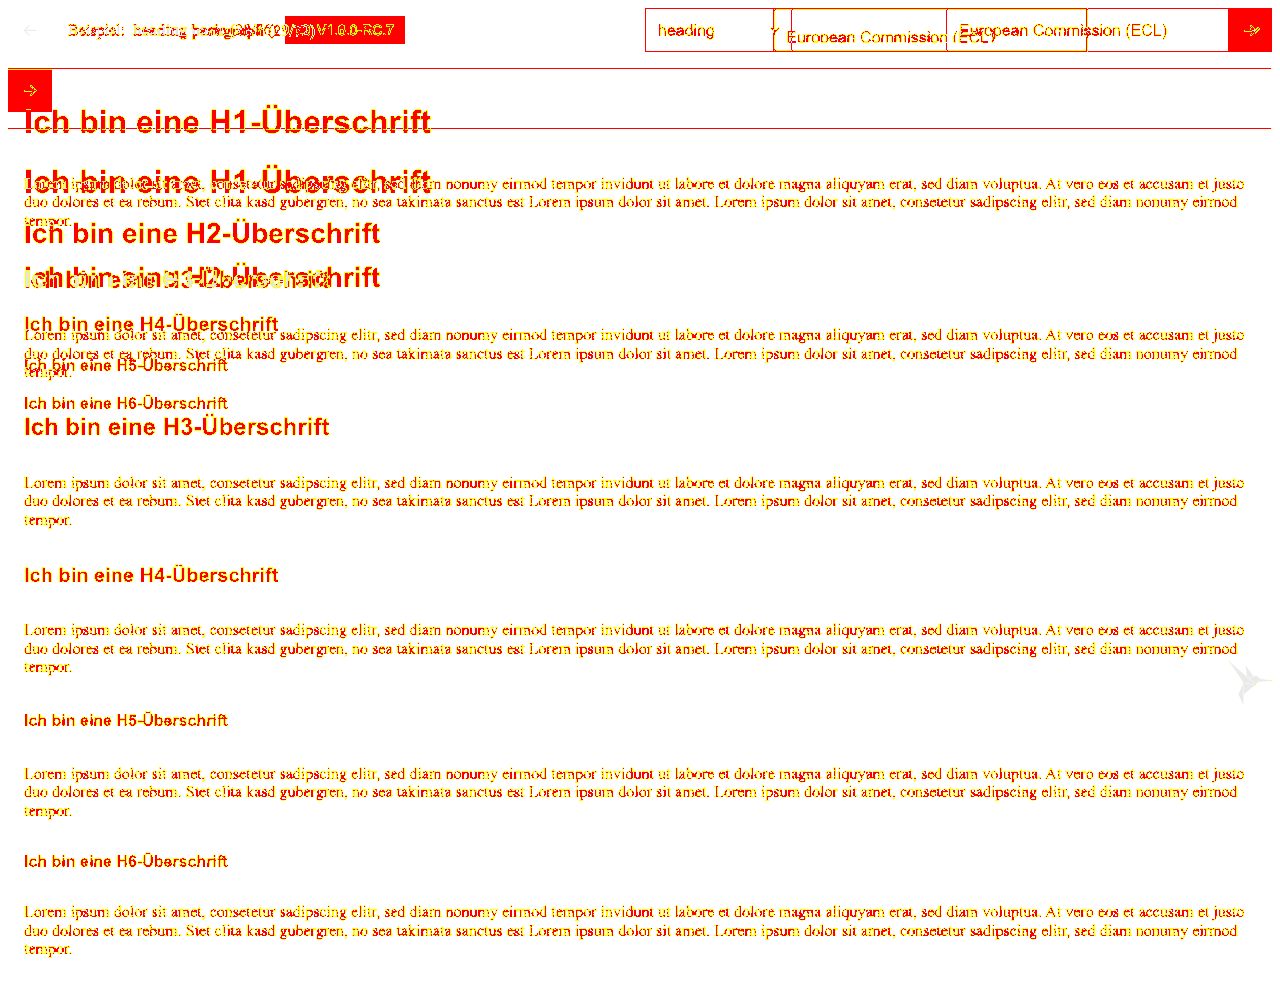 Beispiel: heading paragraph V1.0.0-RC.7
heading
European Commission (ECL)
European Commission (ECL)
Ich bin eine H1-Überschrift
Ich bin eine H1-Überschrift
Lorem ipsum dolor sit amet, consetetur sadipscing elitr, sed diam nonumy eirmod tempor invidunt ut labore et dolore magna aliquyam erat, sed diam voluptua. At vero eos et accusam et justo
duo dolores et ea rebum. Stet clita kasd gubergren, no sea takimata sanctus est Lorem ipsum dolor sit amet. Lorem ipsum dolor sit amet, consetetur sadipscing elitr, sed diam nonumy eirmod
tempor.
Ich bin eine H2-Überschrift
Ich bin eine H2-Überschrift
Ich bin eine H3-Überschrift
Ich bin eine H4-Überschrift
Lorem ipsum dolor sit amet, consetetur sadipscing elitr, sed diam nonumy eirmod tempor invidunt ut labore et dolore magna aliquyam erat, sed diam voluptua. At vero eos et accusam et justo
duo dolores et ea rebum. Stet clita kasd gubergren, no sea takimata sanctus est Lorem ipsum dolor sit amet. Lorem ipsum dolor sit amet, consetetur sadipscing elitr, sed diam nonumy eirmod
tempor.
Ich bin eine H5-Überschrift
Ich bin eine H6-Überschrift
Ich bin eine H3-Überschrift
Lorem ipsum dolor sit amet, consetetur sadipscing elitr, sed diam nonumy eirmod tempor invidunt ut labore et dolore magna aliquyam erat, sed diam voluptua. At vero eos et accusam et justo
duo dolores et ea rebum. Stet clita kasd gubergren, no sea takimata sanctus est Lorem ipsum dolor sit amet. Lorem ipsum dolor sit amet, consetetur sadipscing elitr, sed diam nonumy eirmod
tempor.
Ich bin eine H4-Überschrift
Lorem ipsum dolor sit amet, consetetur sadipscing elitr, sed diam nonumy eirmod tempor invidunt ut labore et dolore magna aliquyam erat, sed diam voluptua. At vero eos et accusam et justo
duo dolores et ea rebum. Stet clita kasd gubergren, no sea takimata sanctus est Lorem ipsum dolor sit amet. Lorem ipsum dolor sit amet, consetetur sadipscing elitr, sed diam nonumy eirmod
tempor.
Ich bin eine H5-Überschrift
Lorem ipsum dolor sit amet, consetetur sadipscing elitr, sed diam nonumy eirmod tempor invidunt ut labore et dolore magna aliquyam erat, sed diam voluptua. At vero eos et accusam et justo
duo dolores et ea rebum. Stet clita kasd gubergren, no sea takimata sanctus est Lorem ipsum dolor sit amet. Lorem ipsum dolor sit amet, consetetur sadipscing elitr, sed diam nonumy eirmod
tempor.
Ich bin eine H6-Überschrift
Lorem ipsum dolor sit amet, consetetur sadipscing elitr, sed diam nonumy eirmod tempor invidunt ut labore et dolore magna aliquyam erat, sed diam voluptua. At vero eos et accusam et justo
duo dolores et ea rebum. Stet clita kasd gubergren, no sea takimata sanctus est Lorem ipsum dolor sit amet. Lorem ipsum dolor sit amet, consetetur sadipscing elitr, sed diam nonumy eirmod
tempor.